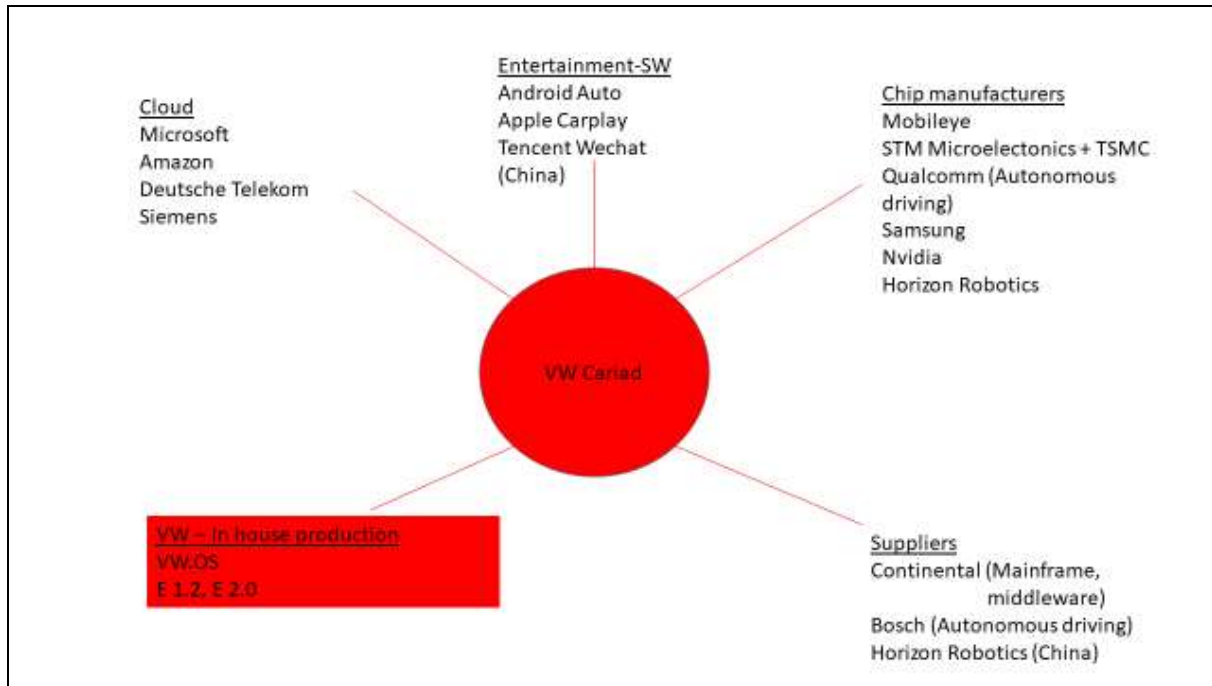 Cloud
Microsoft
Amazon
Deutsche Telekom
Siemens
Entertainment-SW
Android Auto
Apple Carplay
Tencent Wechat
(China)
Chip manufacturers
Mobileye
STM Microelectonics + TSMC
Qualcomm (Autonomous
driving)
Samsung
Nvidia
Horizon Robotics
VW Cariad
VW – In house production
VW.OS
E 1.2, E 2.0
Suppliers
Continental (Mainframe,
middleware)
Bosch (Autonomous driving)
Horizon Robotics (China)